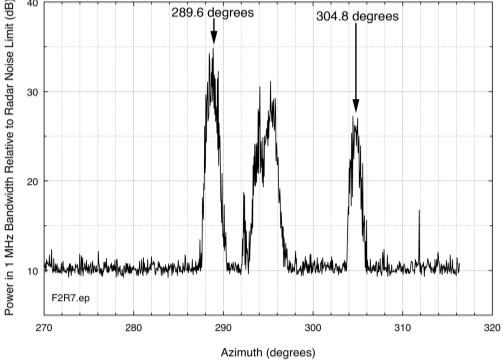 Power in 1 MHz Bandwidth Relative to Radar Noise Limit (dB)
289.6 degrees
304.8 degrees
40
30
20
10
F2R7.ep
270 280 290 300 310 320
Azimuth (degrees)